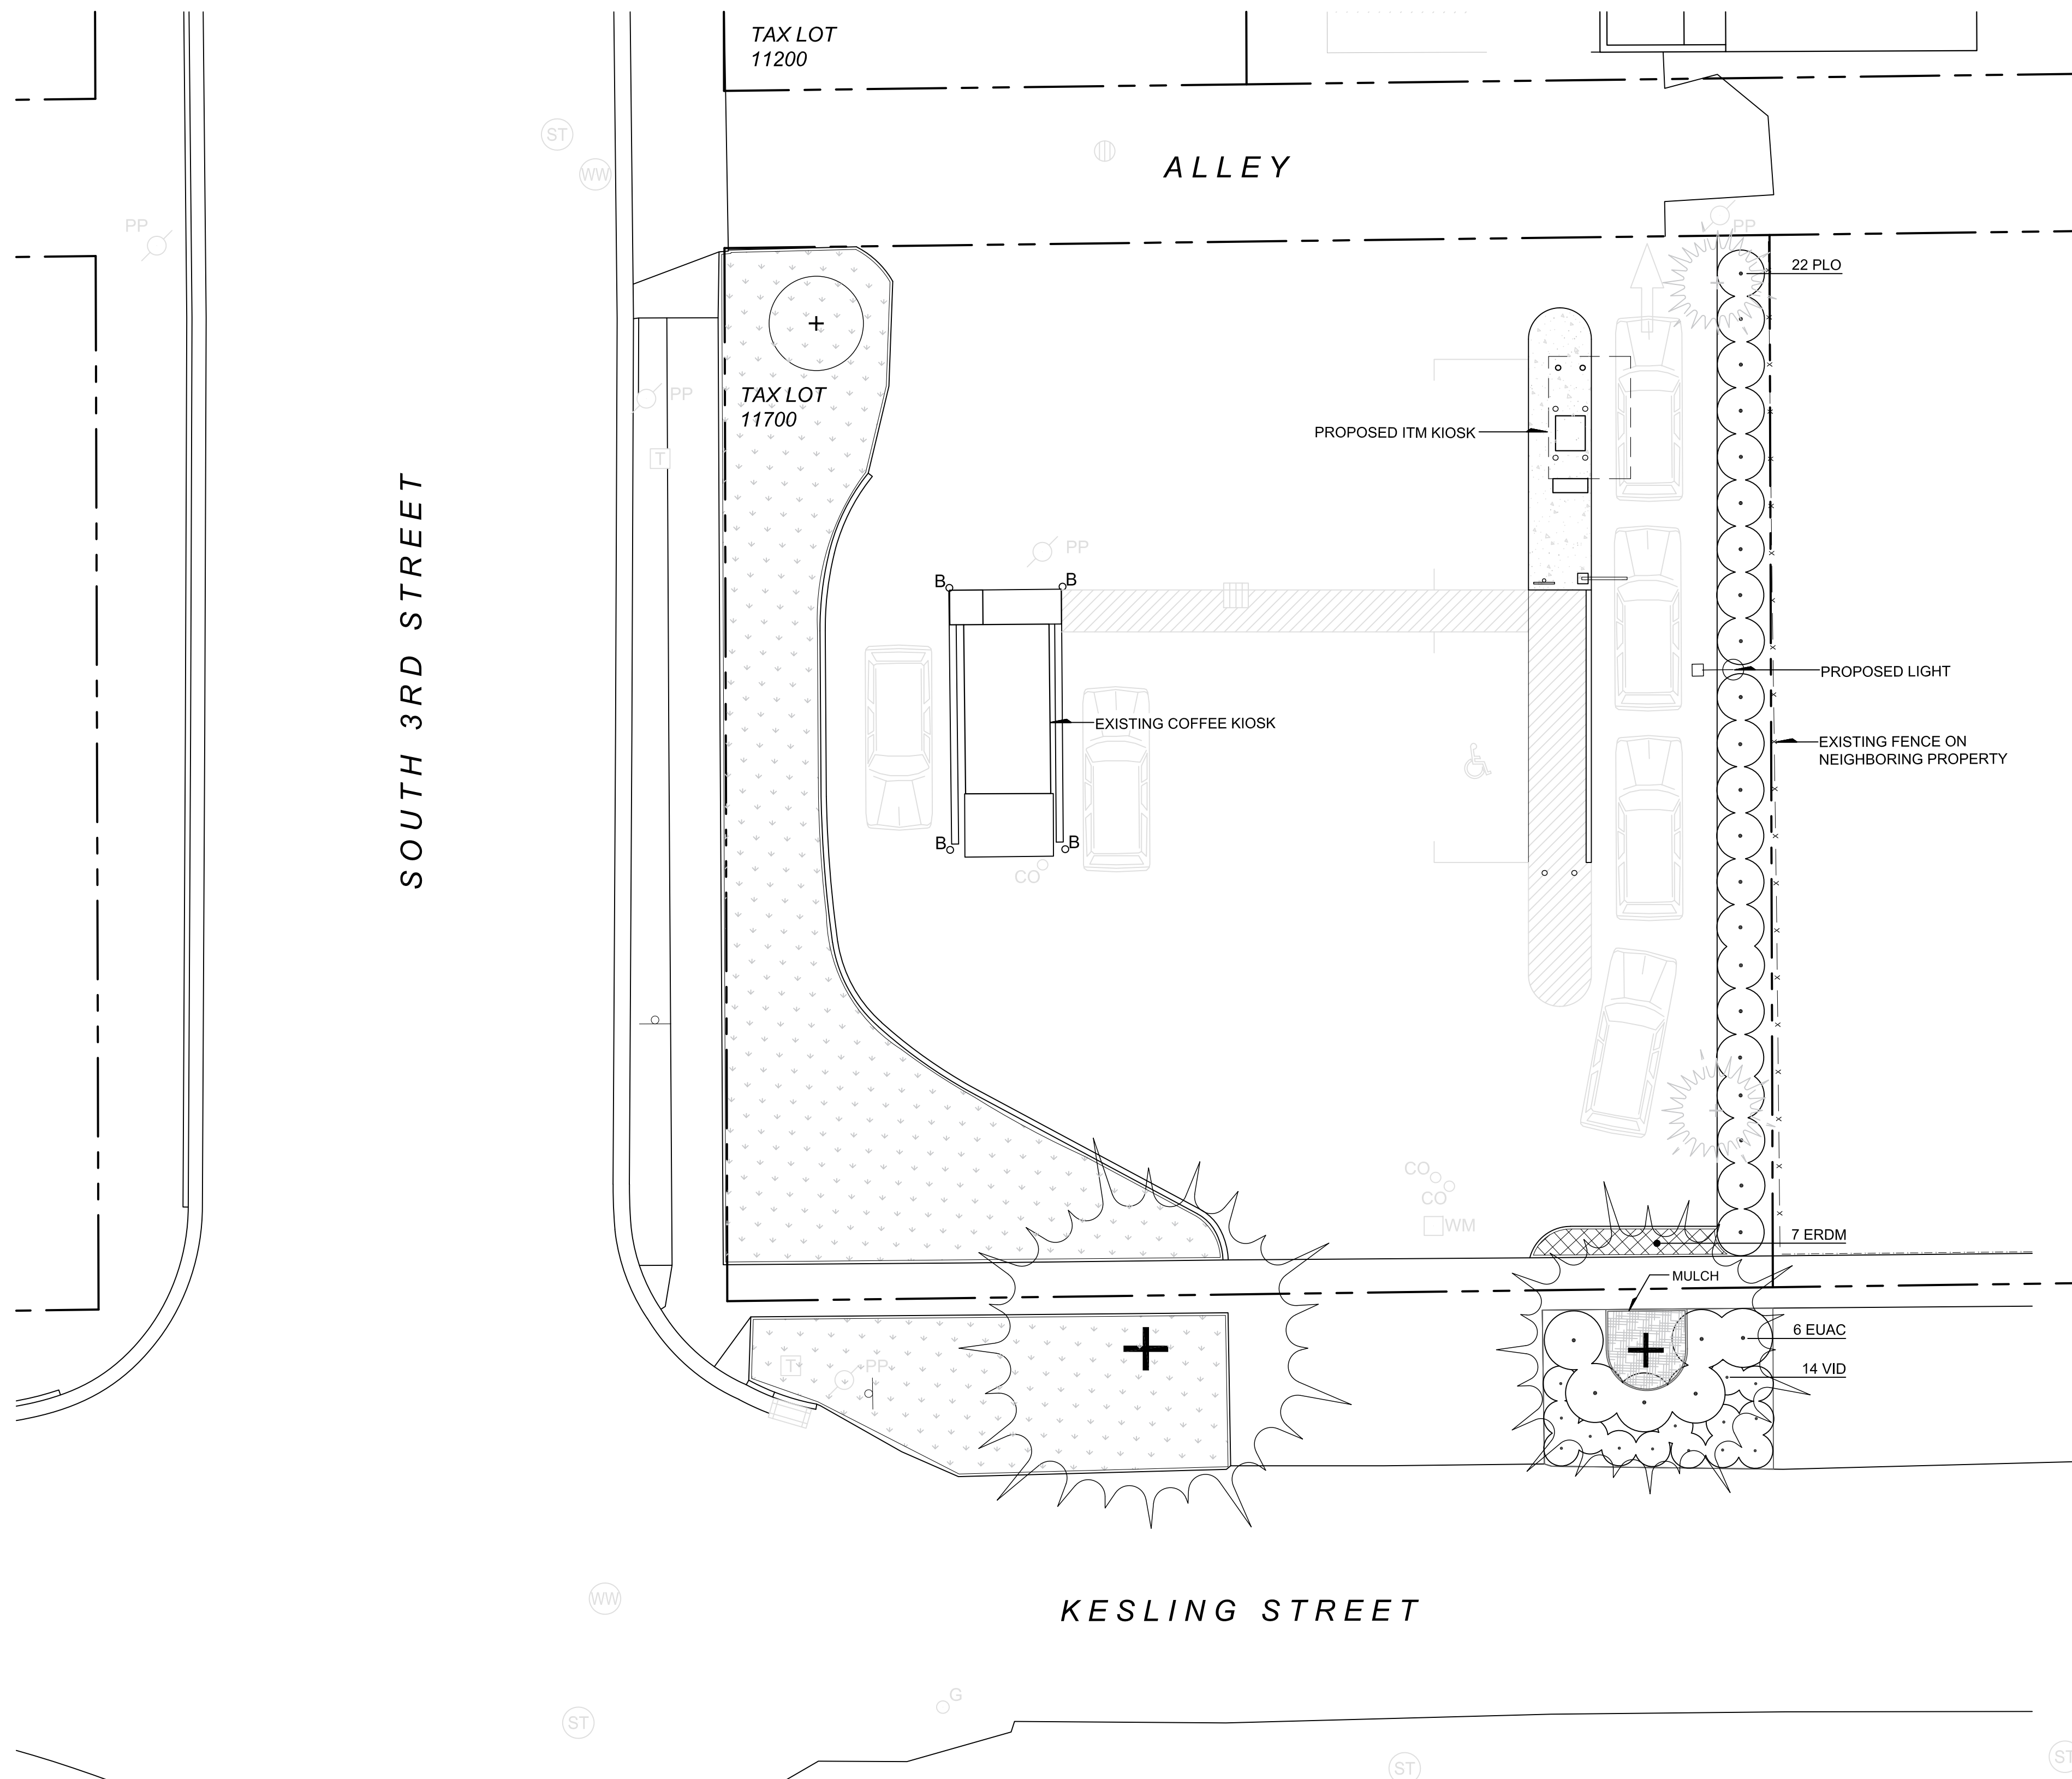 TAX LOT
11200
ST
WW
ALLEY
PP
PP
22 PLO
PP
TAX LOT
11700
PROPOSED ITM KIOSK
T
SOUTH 3RD STREET
PP
B
B
PROPOSED LIGHT
EXISTING COFFEE KIOSK
EXISTING FENCE ON
NEIGHBORING PROPERTY
B
B
CO
CO
CO
WM
7 ERDM
MULCH
6 EUAC
T
PP
14 VID
WW
KESLING STREET
G
ST
ST
ST